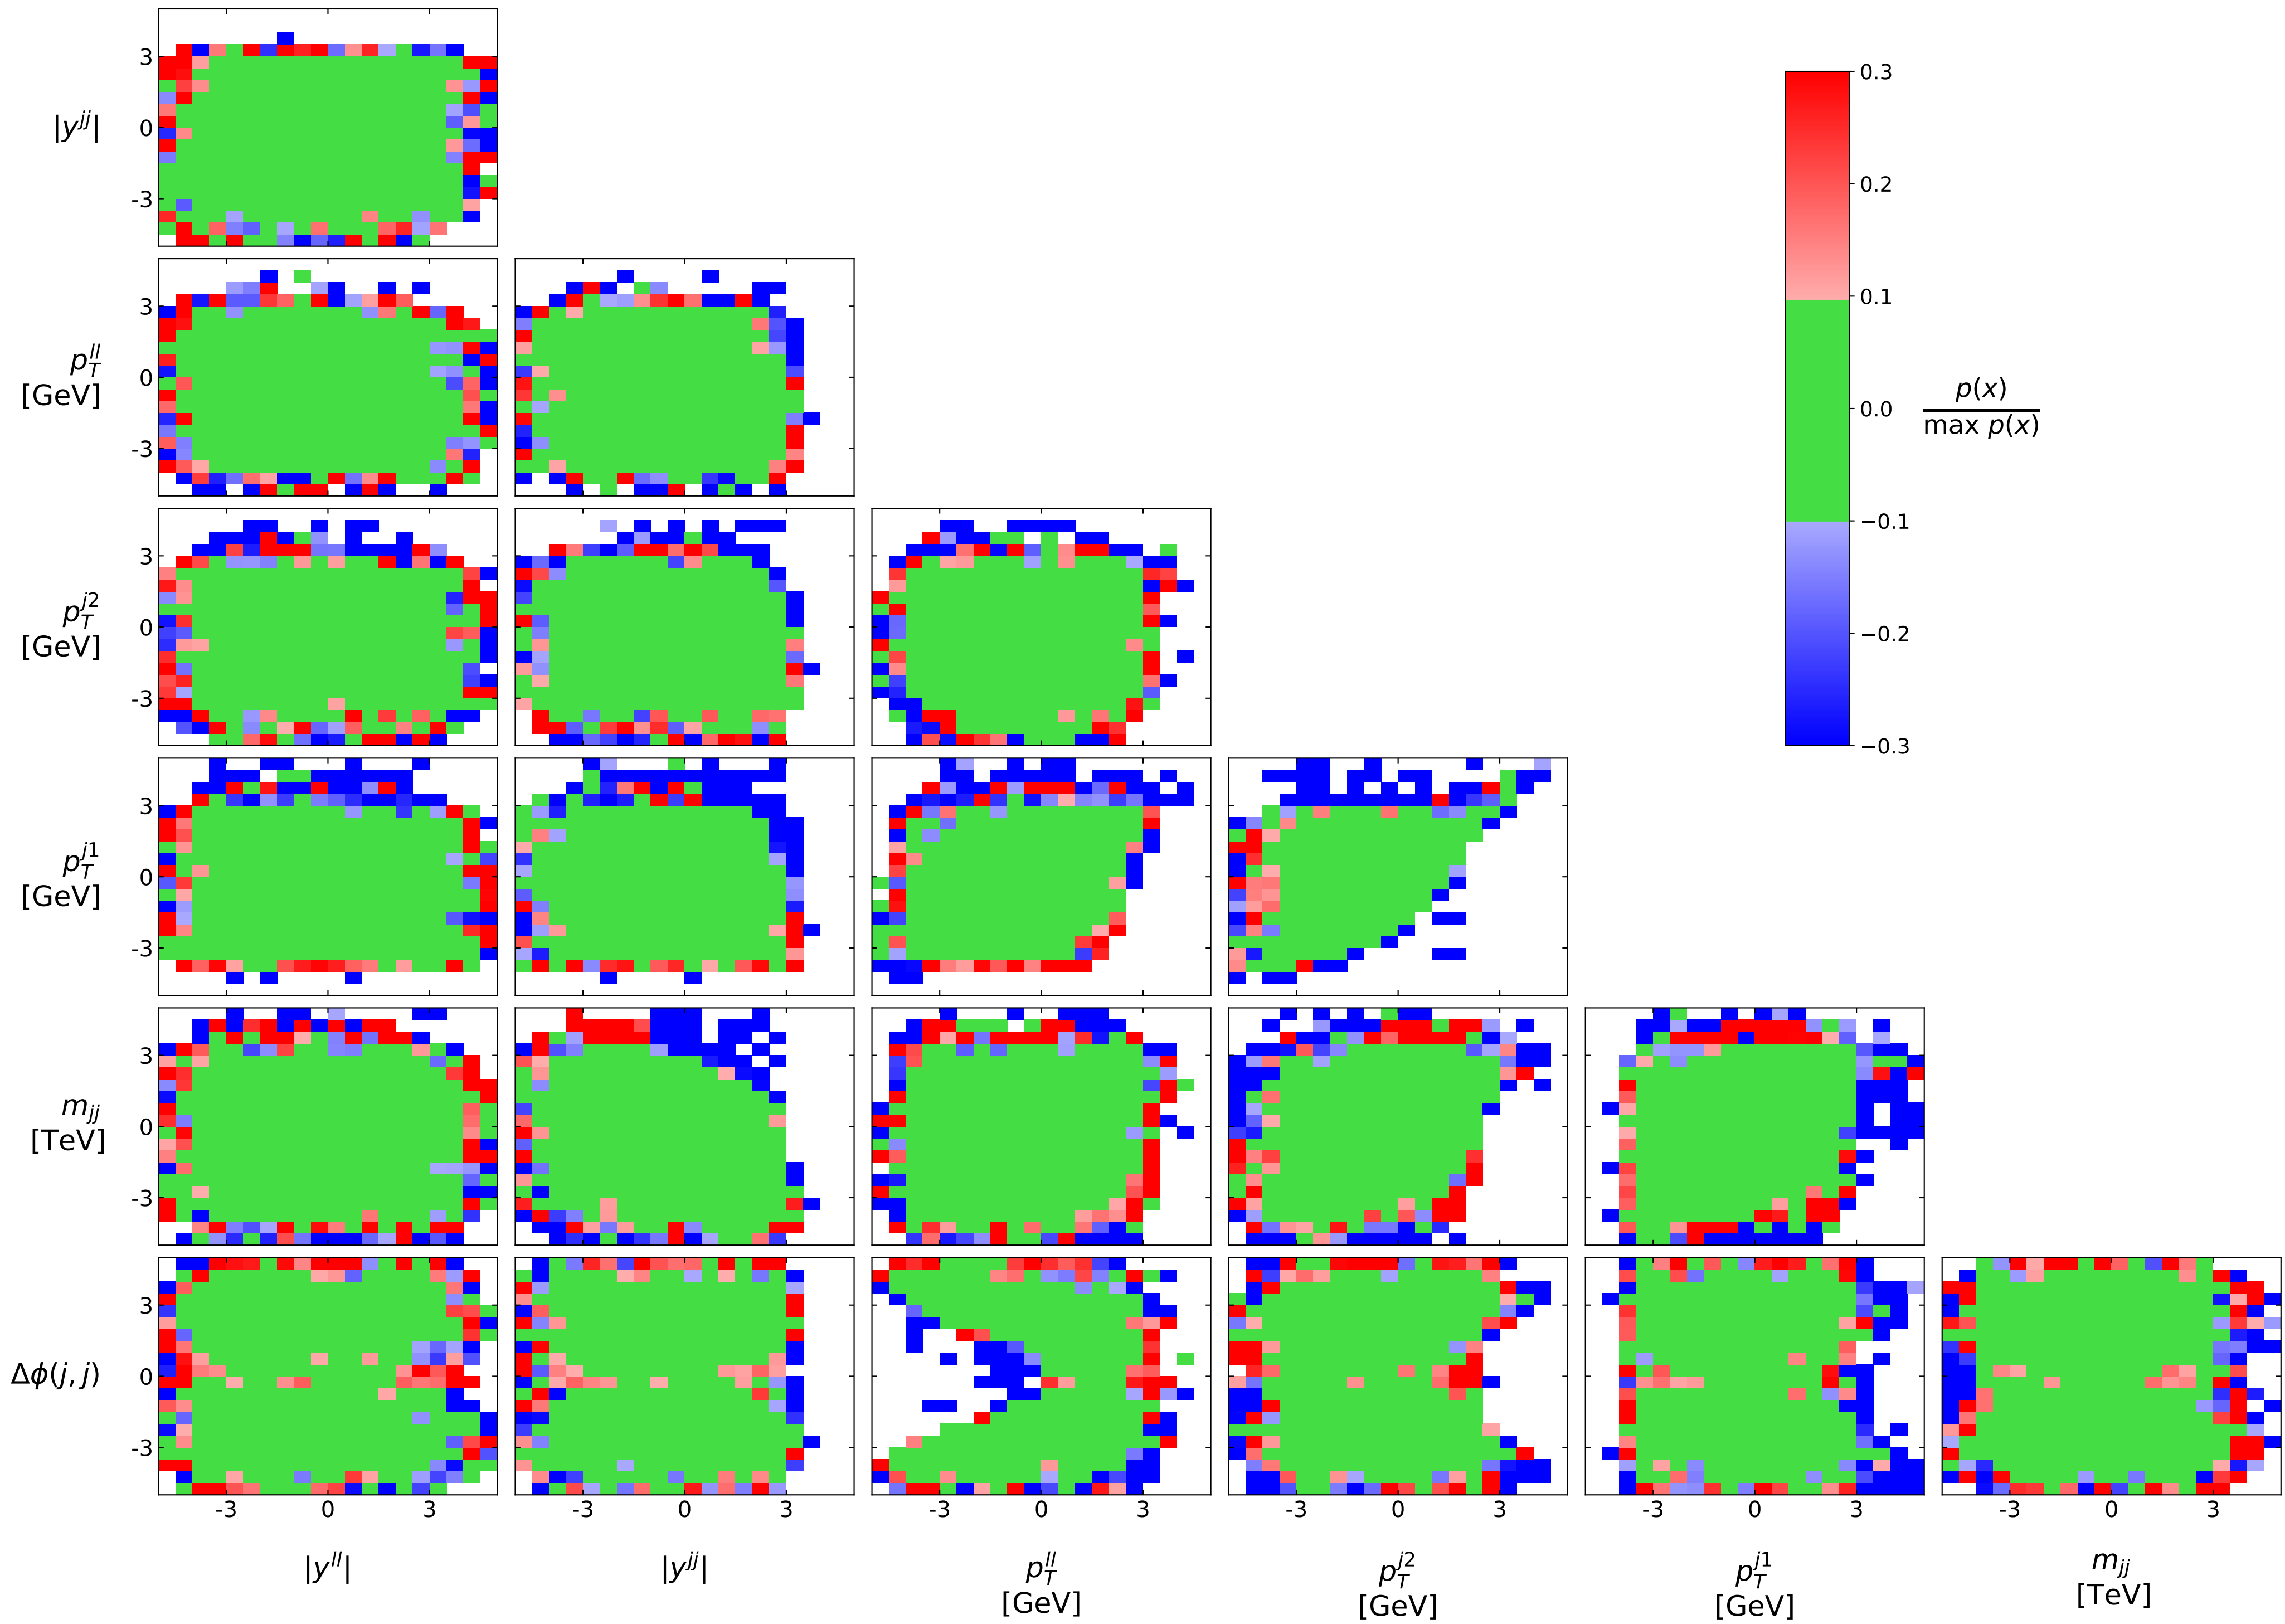 3
0
-3
|y^{jj}|
3
0
-3
p_T^{ll}
[GeV]
3
0
-3
p_T^{j2}
[GeV]
3
0
-3
p_T^{j1}
[GeV]
3
0
-3
m_{jj}
[TeV]
3
0
-3
Δϕ(j, j)
-3 0 3
-3 0 3
-3 0 3
-3 0 3
-3 0 3
-3 0 3
|y^{ll}|
|y^{jj}|
p_T^{ll}
[GeV]
p_T^{j2}
[GeV]
p_T^{j1}
[GeV]
m_{jj}
[TeV]
0.3
0.2
0.1
0.0
−0.1
−0.2
−0.3
p(x)
max p(x)